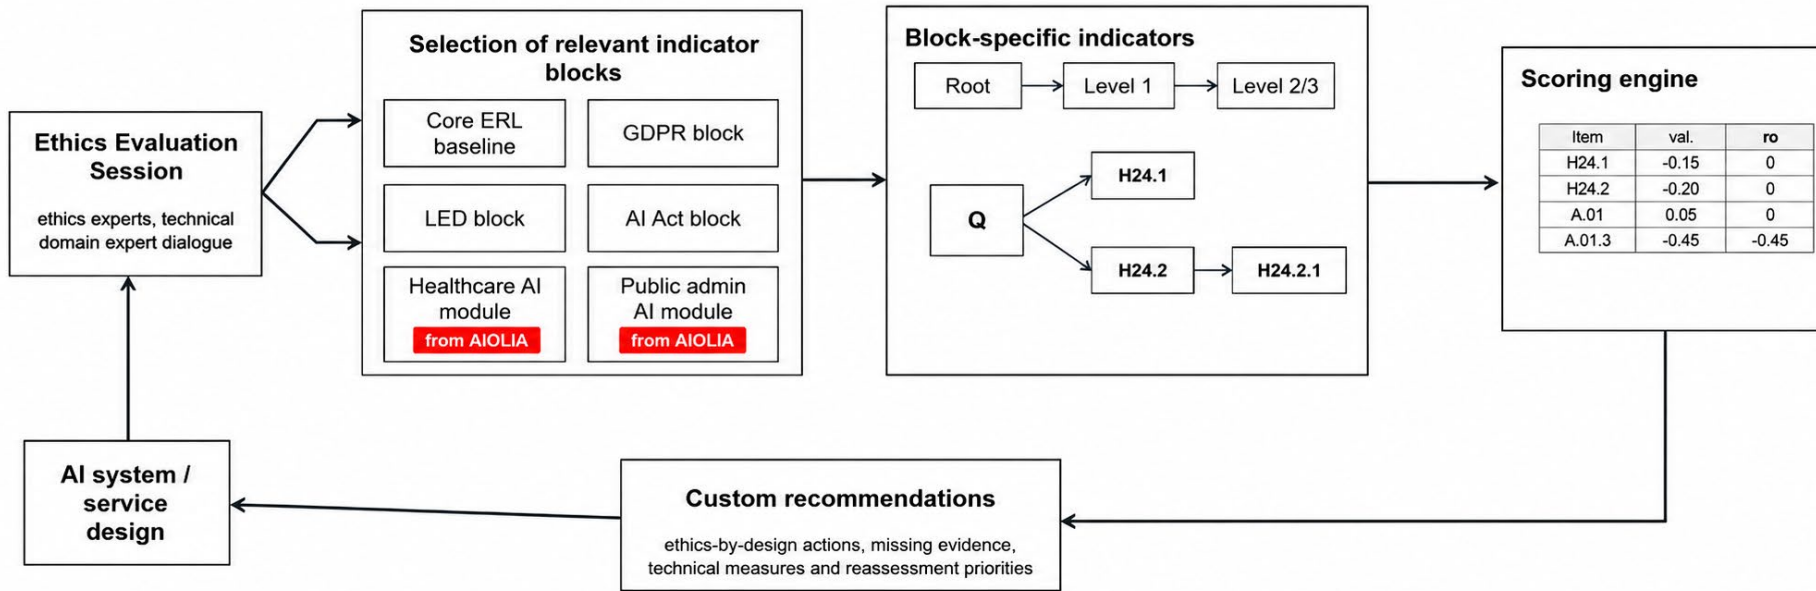 Ethics Evaluation
Session
ethics experts, technical
domain expert dialogue
Selection of relevant indicator
blocks
Core ERL
baseline
GDPR block
LED block
AI Act block
Healthcare AI
module
from AIOLIA
Public admin
AI module
from AIOLIA
Block-specific indicators
Root
Level 1
Level 2/3
Q
H24.1
H24.2
H24.2.1
Scoring engine
Item val. ro
H24.1 -0.15 0
H24.2 -0.20 0
A.01 0.05 0
A.01.3 -0.45 -0.45
Custom recommendations
ethics-by-design actions, missing evidence,
technical measures and reassessment priorities
AI system /
service
design